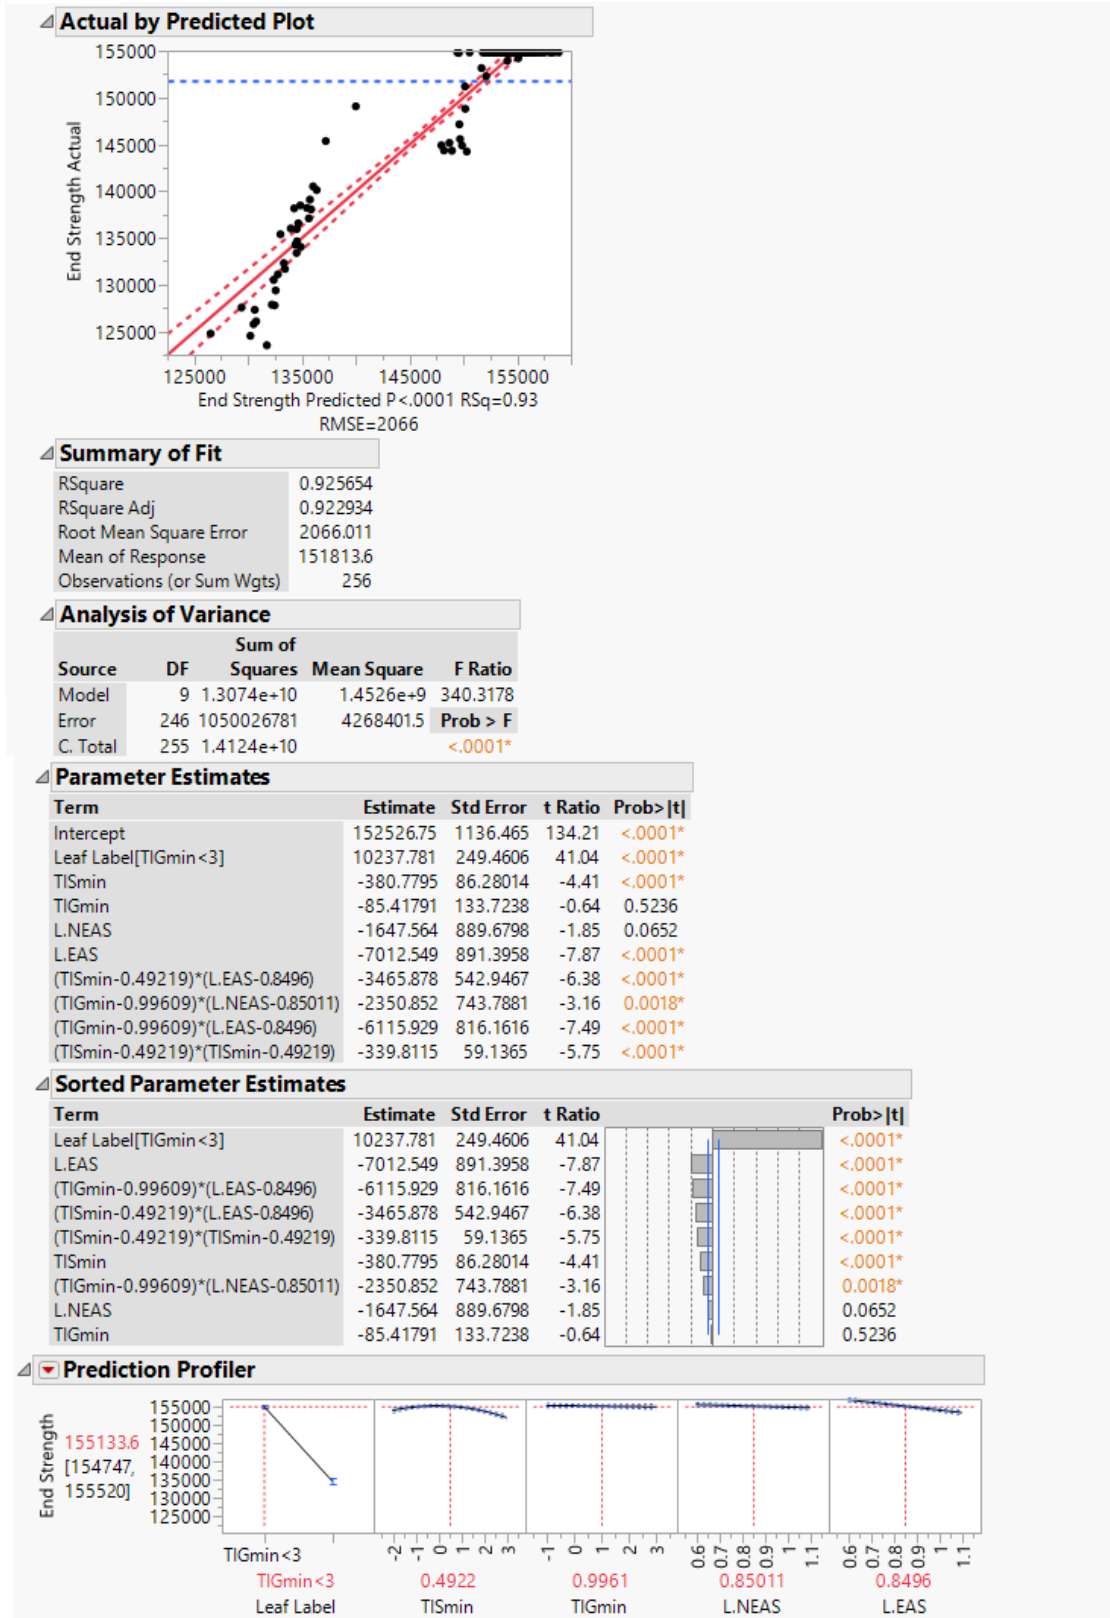 Actual by Predicted Plot
155000
150000
145000
140000
135000
130000
125000
End Strength Actual
125000 135000 145000 155000
End Strength Predicted P<.0001 RSq=0.93
RMSE=2066
Summary of Fit
RSquare 0.925654
RSquare Adj 0.922934
Root Mean Square Error 2066.011
Mean of Response 151813.6
Observations (or Sum Wgts) 256
Analysis of Variance
Sum of
Source DF Squares Mean Square F Ratio
Model 9 1.3074e+10 1.4526e+9 340.3178
Error 246 1050026781 4268401.5 Prob > F
C. Total 255 1.4124e+10 <.0001*
Parameter Estimates
Term Estimate Std Error t Ratio Prob>|t|
Intercept 152526.75 1136.465 134.21 <.0001*
Leaf Label[TIGmin<3] 10237.781 249.4606 41.04 <.0001*
TISmin -380.7795 86.28014 -4.41 <.0001*
TIGmin -85.41791 133.7238 -0.64 0.5236
L.NEAS -1647.564 889.6798 -1.85 0.0652
L.EAS -7012.549 891.3958 -7.87 <.0001*
(TISmin-0.49219)*(L.EAS-0.8496) -3465.878 542.9467 -6.38 <.0001*
(TIGmin-0.99609)*(L.NEAS-0.85011) -2350.852 743.7881 -3.16 0.0018*
(TIGmin-0.99609)*(L.EAS-0.8496) -6115.929 816.1616 -7.49 <.0001*
(TISmin-0.49219)*(TISmin-0.49219) -339.8115 59.1365 -5.75 <.0001*
Sorted Parameter Estimates
Term Estimate Std Error t Ratio Prob>|t|
Leaf Label[TIGmin<3] 10237.781 249.4606 41.04 <.0001*
L.EAS -7012.549 891.3958 -7.87 <.0001*
(TIGmin-0.99609)*(L.EAS-0.8496) -6115.929 816.1616 -7.49 <.0001*
(TISmin-0.49219)*(L.EAS-0.8496) -3465.878 542.9467 -6.38 <.0001*
(TISmin-0.49219)*(TISmin-0.49219) -339.8115 59.1365 -5.75 <.0001*
TISmin -380.7795 86.28014 -4.41 <.0001*
(TIGmin-0.99609)*(L.NEAS-0.85011) -2350.852 743.7881 -3.16 0.0018*
L.NEAS -1647.564 889.6798 -1.85 0.0652
TIGmin -85.41791 133.7238 -0.64 0.5236
Prediction Profiler
End Strength
155133.6
[154747,
155520]
155000
150000
145000
140000
135000
130000
125000
TIGmin<3 -2 -1 0 1 2 3 -1 0 1 2 3 0.6 0.7 0.8 0.9 1 1.1 0.6 0.7 0.8 0.9 1 1.1
TIGmin<3 0.4922 0.9961 0.85011 0.8496
Leaf Label TISmin TIGmin L.NEAS L.EAS